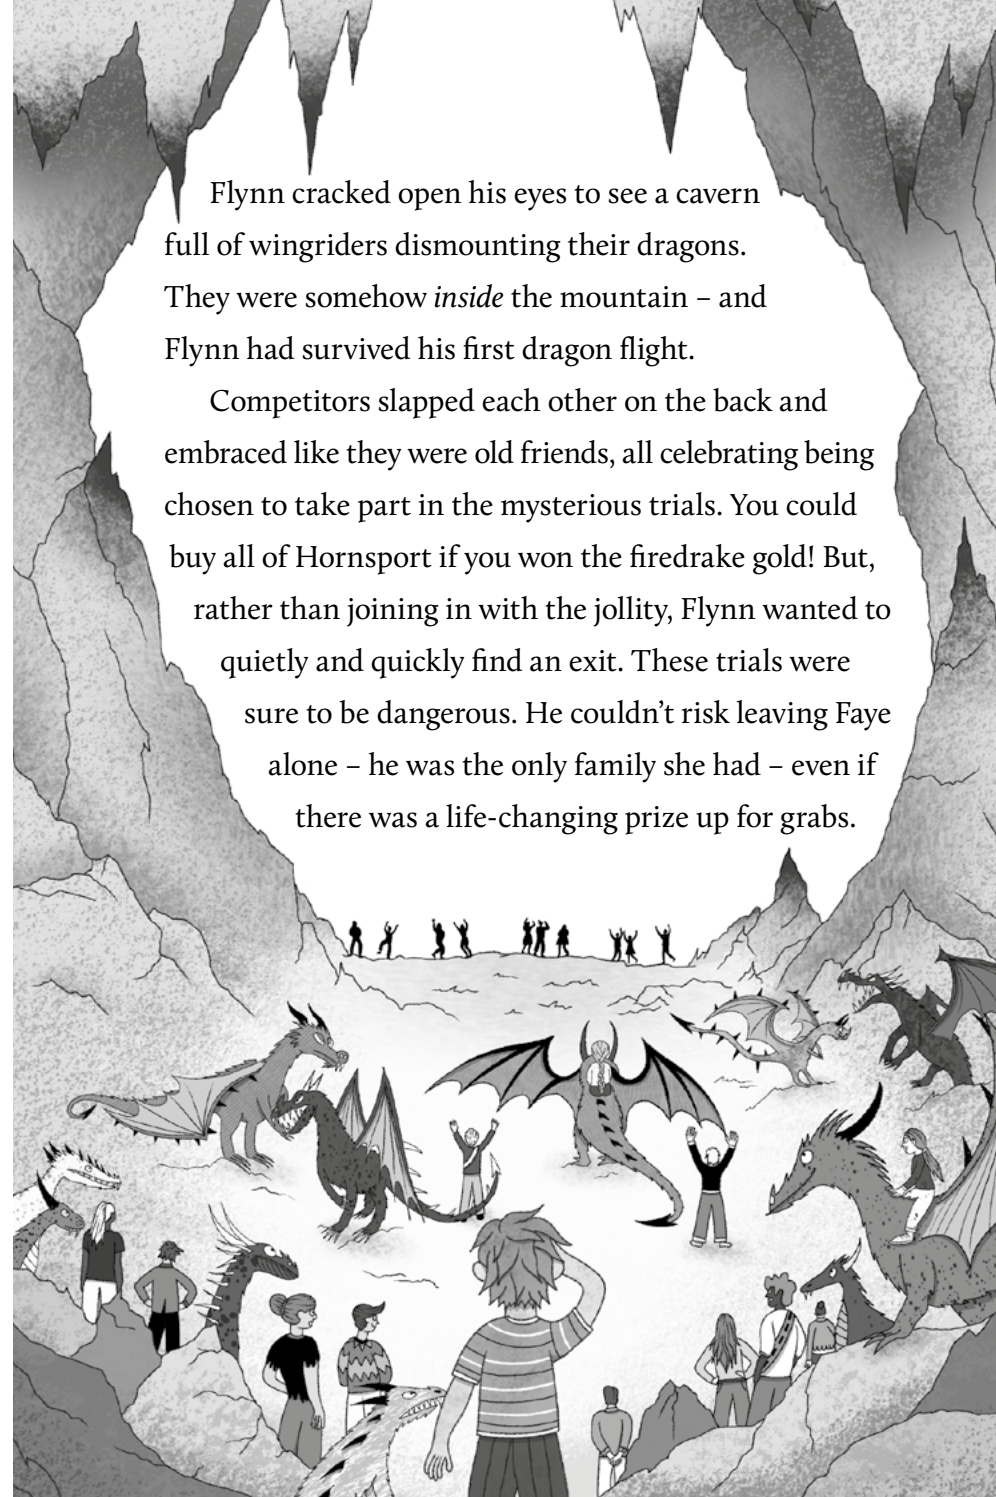 Flynn cracked open his eyes to see a cavern
full of wingriders dismounting their dragons.
They were somehow inside the mountain – and
Flynn had survived his first dragon flight.
Competitors slapped each other on the back and
embraced like they were old friends, all celebrating being
chosen to take part in the mysterious trials. You could
buy all of Hornsport if you won the firedrake gold! But,
rather than joining in with the jollity, Flynn wanted to
quietly and quickly find an exit. These trials were
sure to be dangerous. He couldn’t risk leaving Faye
alone – he was the only family she had – even if
there was a life-changing prize up for grabs.